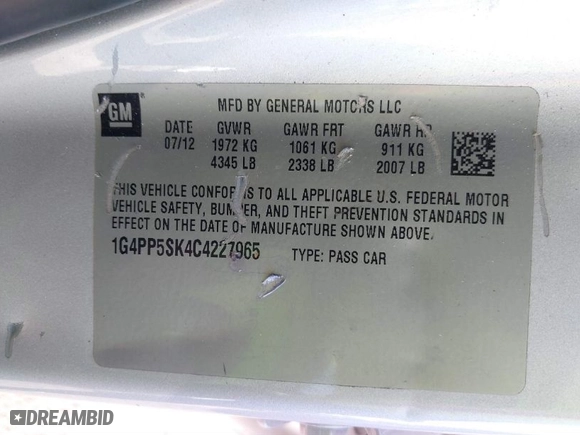 GM
MFD BY GENERAL MOTORS LLC
DATE GVWR GAWR FRT GAWR RR
07/12 1972 KG 1061 KG 911 KG
4345 LB 2338 LB 2007 LB
THIS VEHICLE CONFORMS TO ALL APPLICABLE U.S. FEDERAL MOTOR
VEHICLE SAFETY, BUMPER, AND THEFT PREVENTION STANDARDS IN
EFFECT ON THE DATE OF MANUFACTURE SHOWN ABOVE.
1G4PP5SK4C4227965 TYPE: PASS CAR
DREAMBID